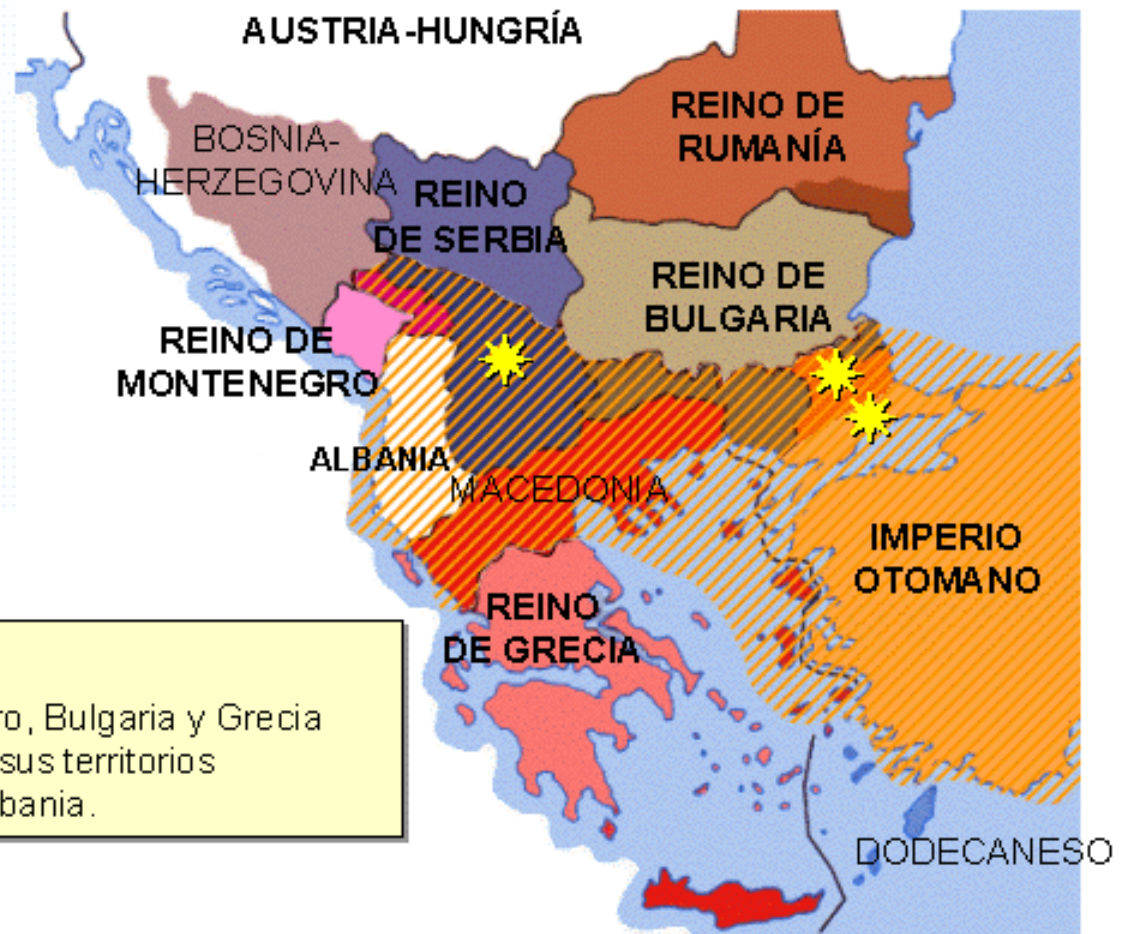 AUSTRIA-HUNGRÍA
REINO DE
RUMANÍA
BOSNIA-
HERZEGOVINA
REINO
DE SERBIA
REINO DE
BULGARIA
REINO DE
MONTENEGRO
ALBANIA
MACEDONIA
IMPERIO
OTOMANO
REINO
DE GRECIA
ro, Bulgaria y Grecia
sus territorios
bania.
DODECANESO